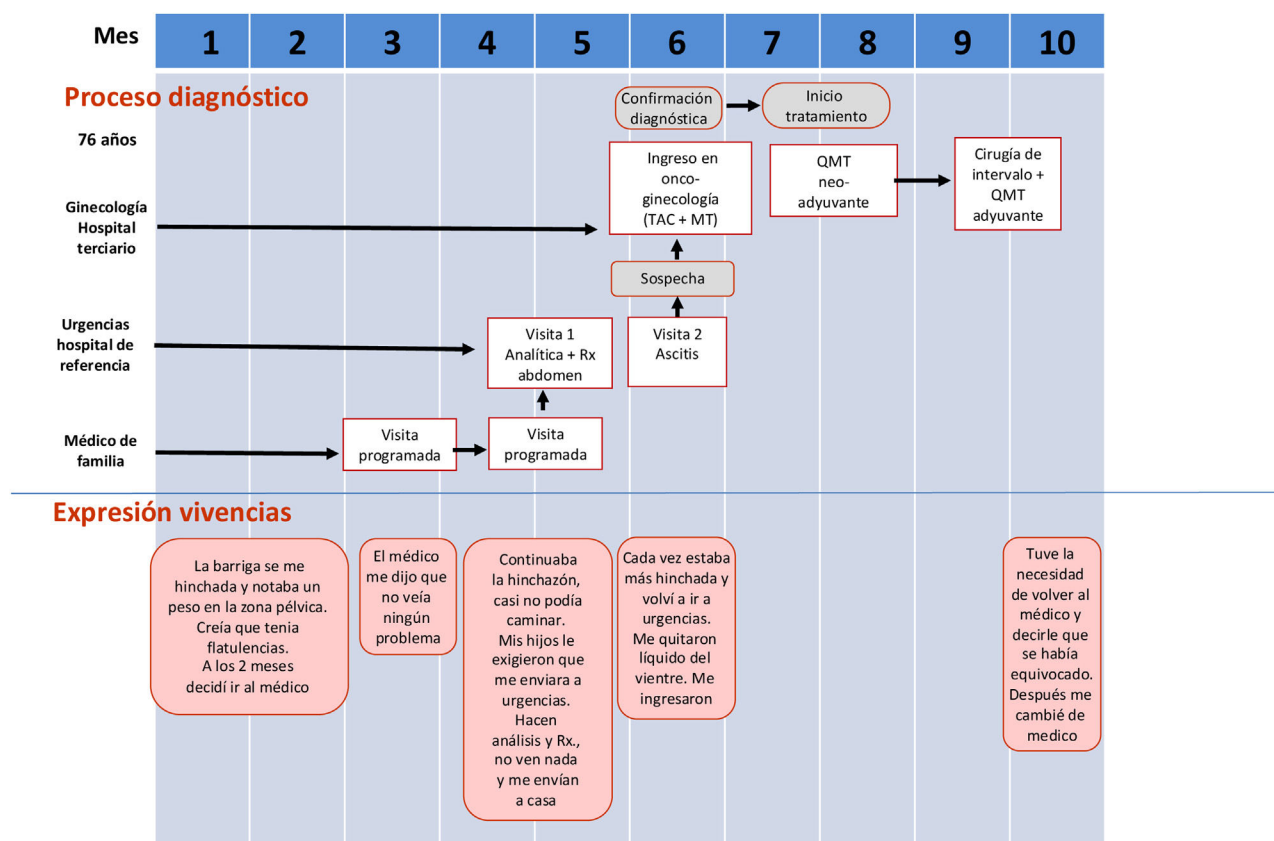 Mes
1 2 3 4 5 6 7 8 9 10
Proceso diagnóstico
76 años
Confirmación
diagnóstica
Inicio
tratamiento
Ginecología
Hospital
terciario
Ingreso en
onco-
ginecología
(TAC + MT)
QMT
neo-
adyuvante
Cirugía de
intervalo +
QMT
adyuvante
Sospecha
Urgencias
hospital de
referencia
Visita 1
Analítica + Rx
abdomen
Visita 2
Ascitis
Médico de
familia
Visita
programada
Visita
programada
Expresión vivencias
La barriga se me
hinchada y notaba un
peso en la zona pélvica.
Creía que tenia
flatulencias.
A los 2 meses
decidí ir al médico
El médico
me dijo que
no veía
ningún
problema
Continuaba
la hinchazón,
casi no podía
caminar.
Mis hijos le
exigieron que
me enviara a
urgencias.
Hacen
análisis y Rx.,
no ven nada
y me envían
a casa
Cada vez estaba
más hinchada y
volví a ir a
urgencias.
Me quitaron
líquido del
vientre. Me
ingresaron
Tuve la
necesidad
de volver al
médico y
decirle que
se había
equivocado.
Después me
cambié de
medico